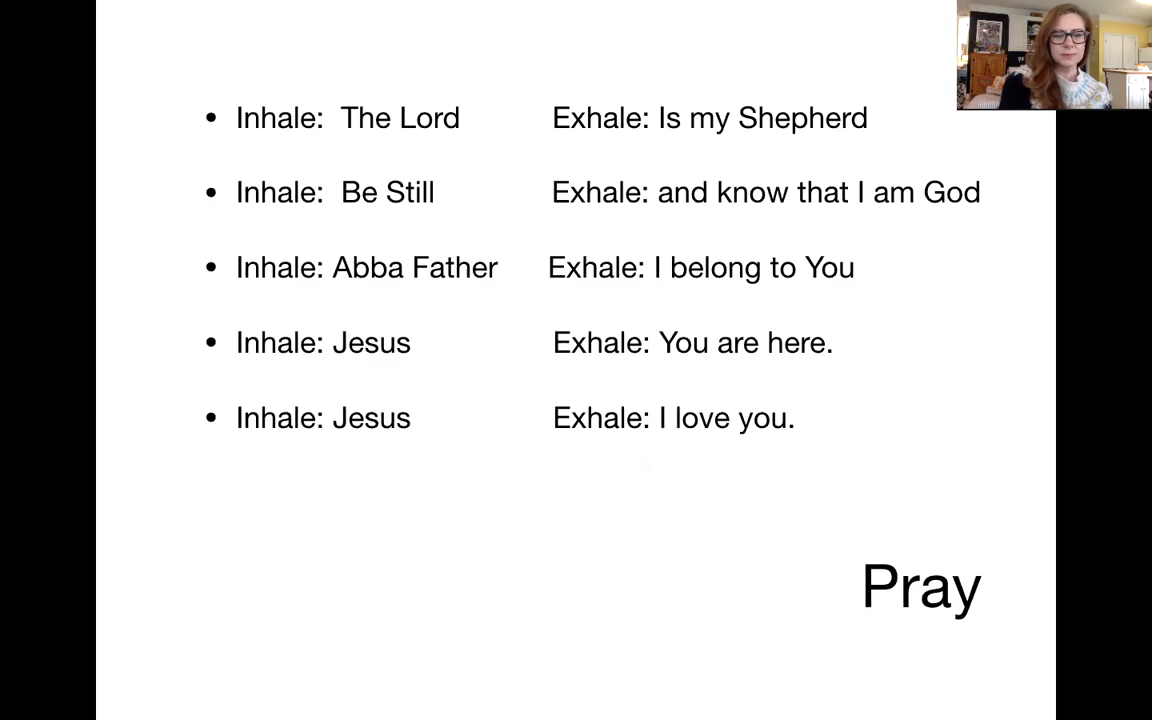 • Inhale:  The Lord Exhale: Is my Shepherd
• Inhale:  Be Still Exhale: and know that I am God
• Inhale: Abba Father Exhale: I belong to You
• Inhale: Jesus Exhale: You are here.
• Inhale: Jesus Exhale: I love you.
Pray